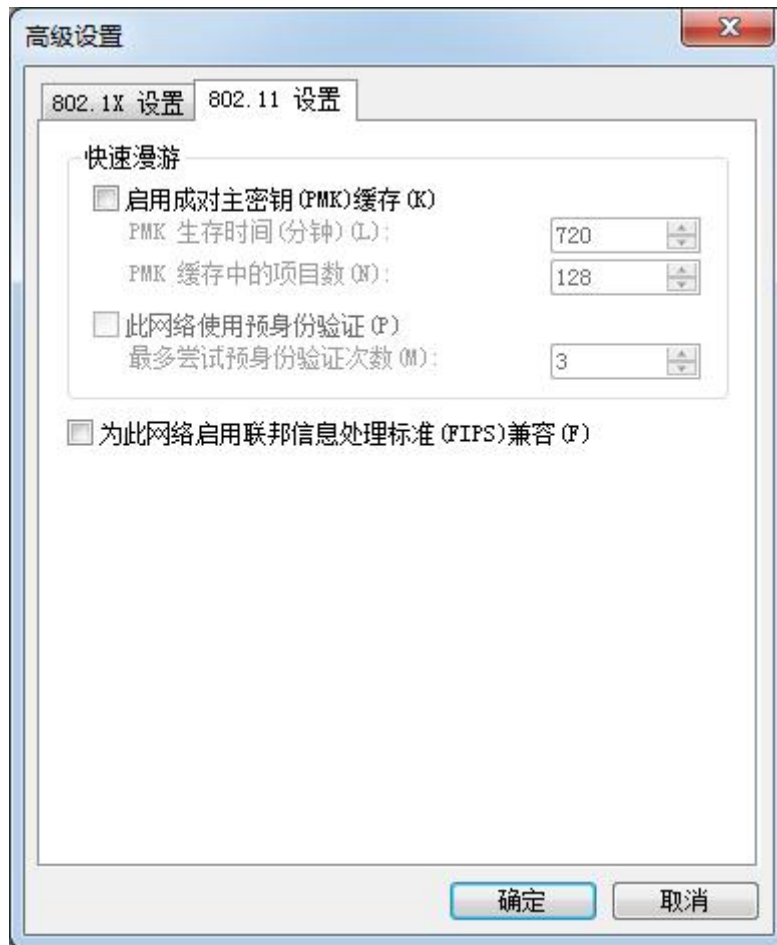 高级设置
802.1X 设置 802.11 设置
快速漫游
启用成对主密钥(PMK)缓存(K)
PMK 生存时间(分钟)(L): 720
PMK 缓存中的项目数(N): 128
此网络使用预身份验证(P)
最多尝试预身份验证次数(M): 3
为此网络启用联邦信息处理标准(FIPS)兼容(F)
确定 取消